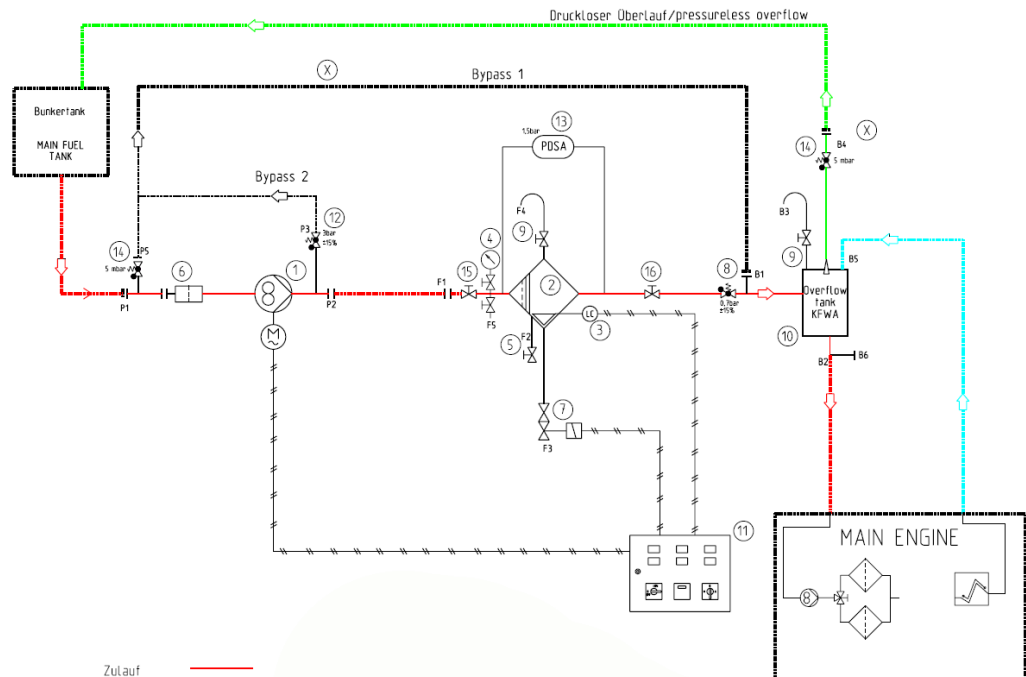 Druckloser Überlauf/pressureless overflow
X
Bypass 1
Bunkertank
MAIN FUEL
TANK
1,5bar
13
PDSA
X
14
B4
5 mbar
Bypass 2
F4
B3
P3
12
3bar
±15%
14
P5
5 mbar
4
9
9
B5
6
1
15
2
16
8
B1
P1
P2
F1
F5
0,7bar
±15%
Overflow
tank
KFWA
M
F2
LC
5
3
10
B2
B6
7
F3
11
MAIN ENGINE
Zulauf